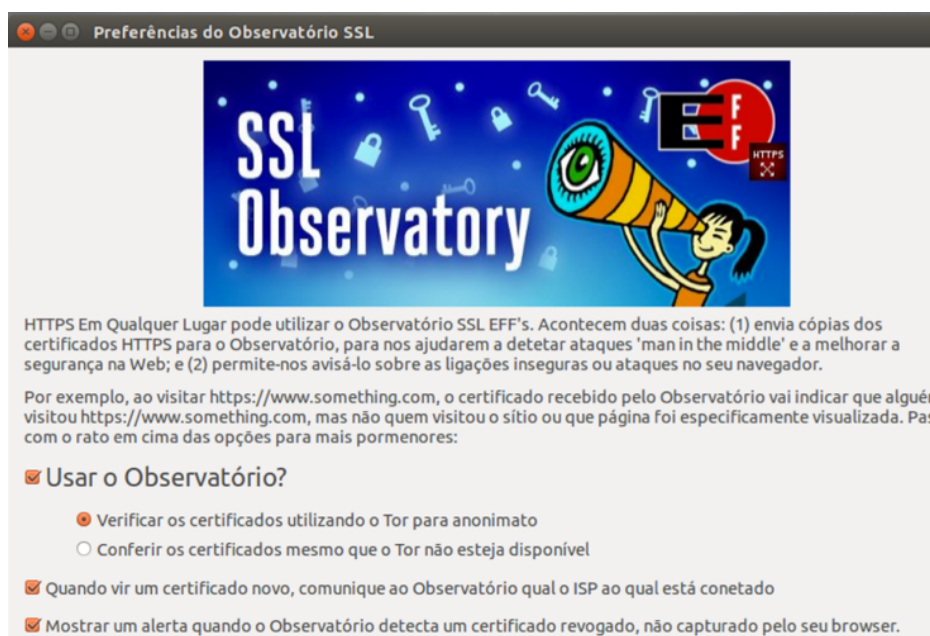 Preferências do Observatório SSL
SSL
Observatory
E
F
F
HTTPS
HTTPS Em Qualquer Lugar pode utilizar o Observatório SSL EFF's. Acontecem duas coisas: (1) envia cópias dos
certificados HTTPS para o Observatório, para nos ajudarem a detetar ataques 'man in the middle' e a melhorar a
segurança na Web; e (2) permite-nos avisá-lo sobre as ligações inseguras ou ataques no seu navegador.
Por exemplo, ao visitar https://www.something.com, o certificado recebido pelo Observatório vai indicar que alguér
visitou https://www.something.com, mas não quem visitou o sítio ou que página foi especificamente visualizada. Pas
com o rato em cima das opções para mais pormenores:
Usar o Observatório?
Verificar os certificados utilizando o Tor para anonimato
Conferir os certificados mesmo que o Tor não esteja disponível
Quando vir um certificado novo, comunique ao Observatório qual o ISP ao qual está conetado
Mostrar um alerta quando o Observatório detecta um certificado revogado, não capturado pelo seu browser.